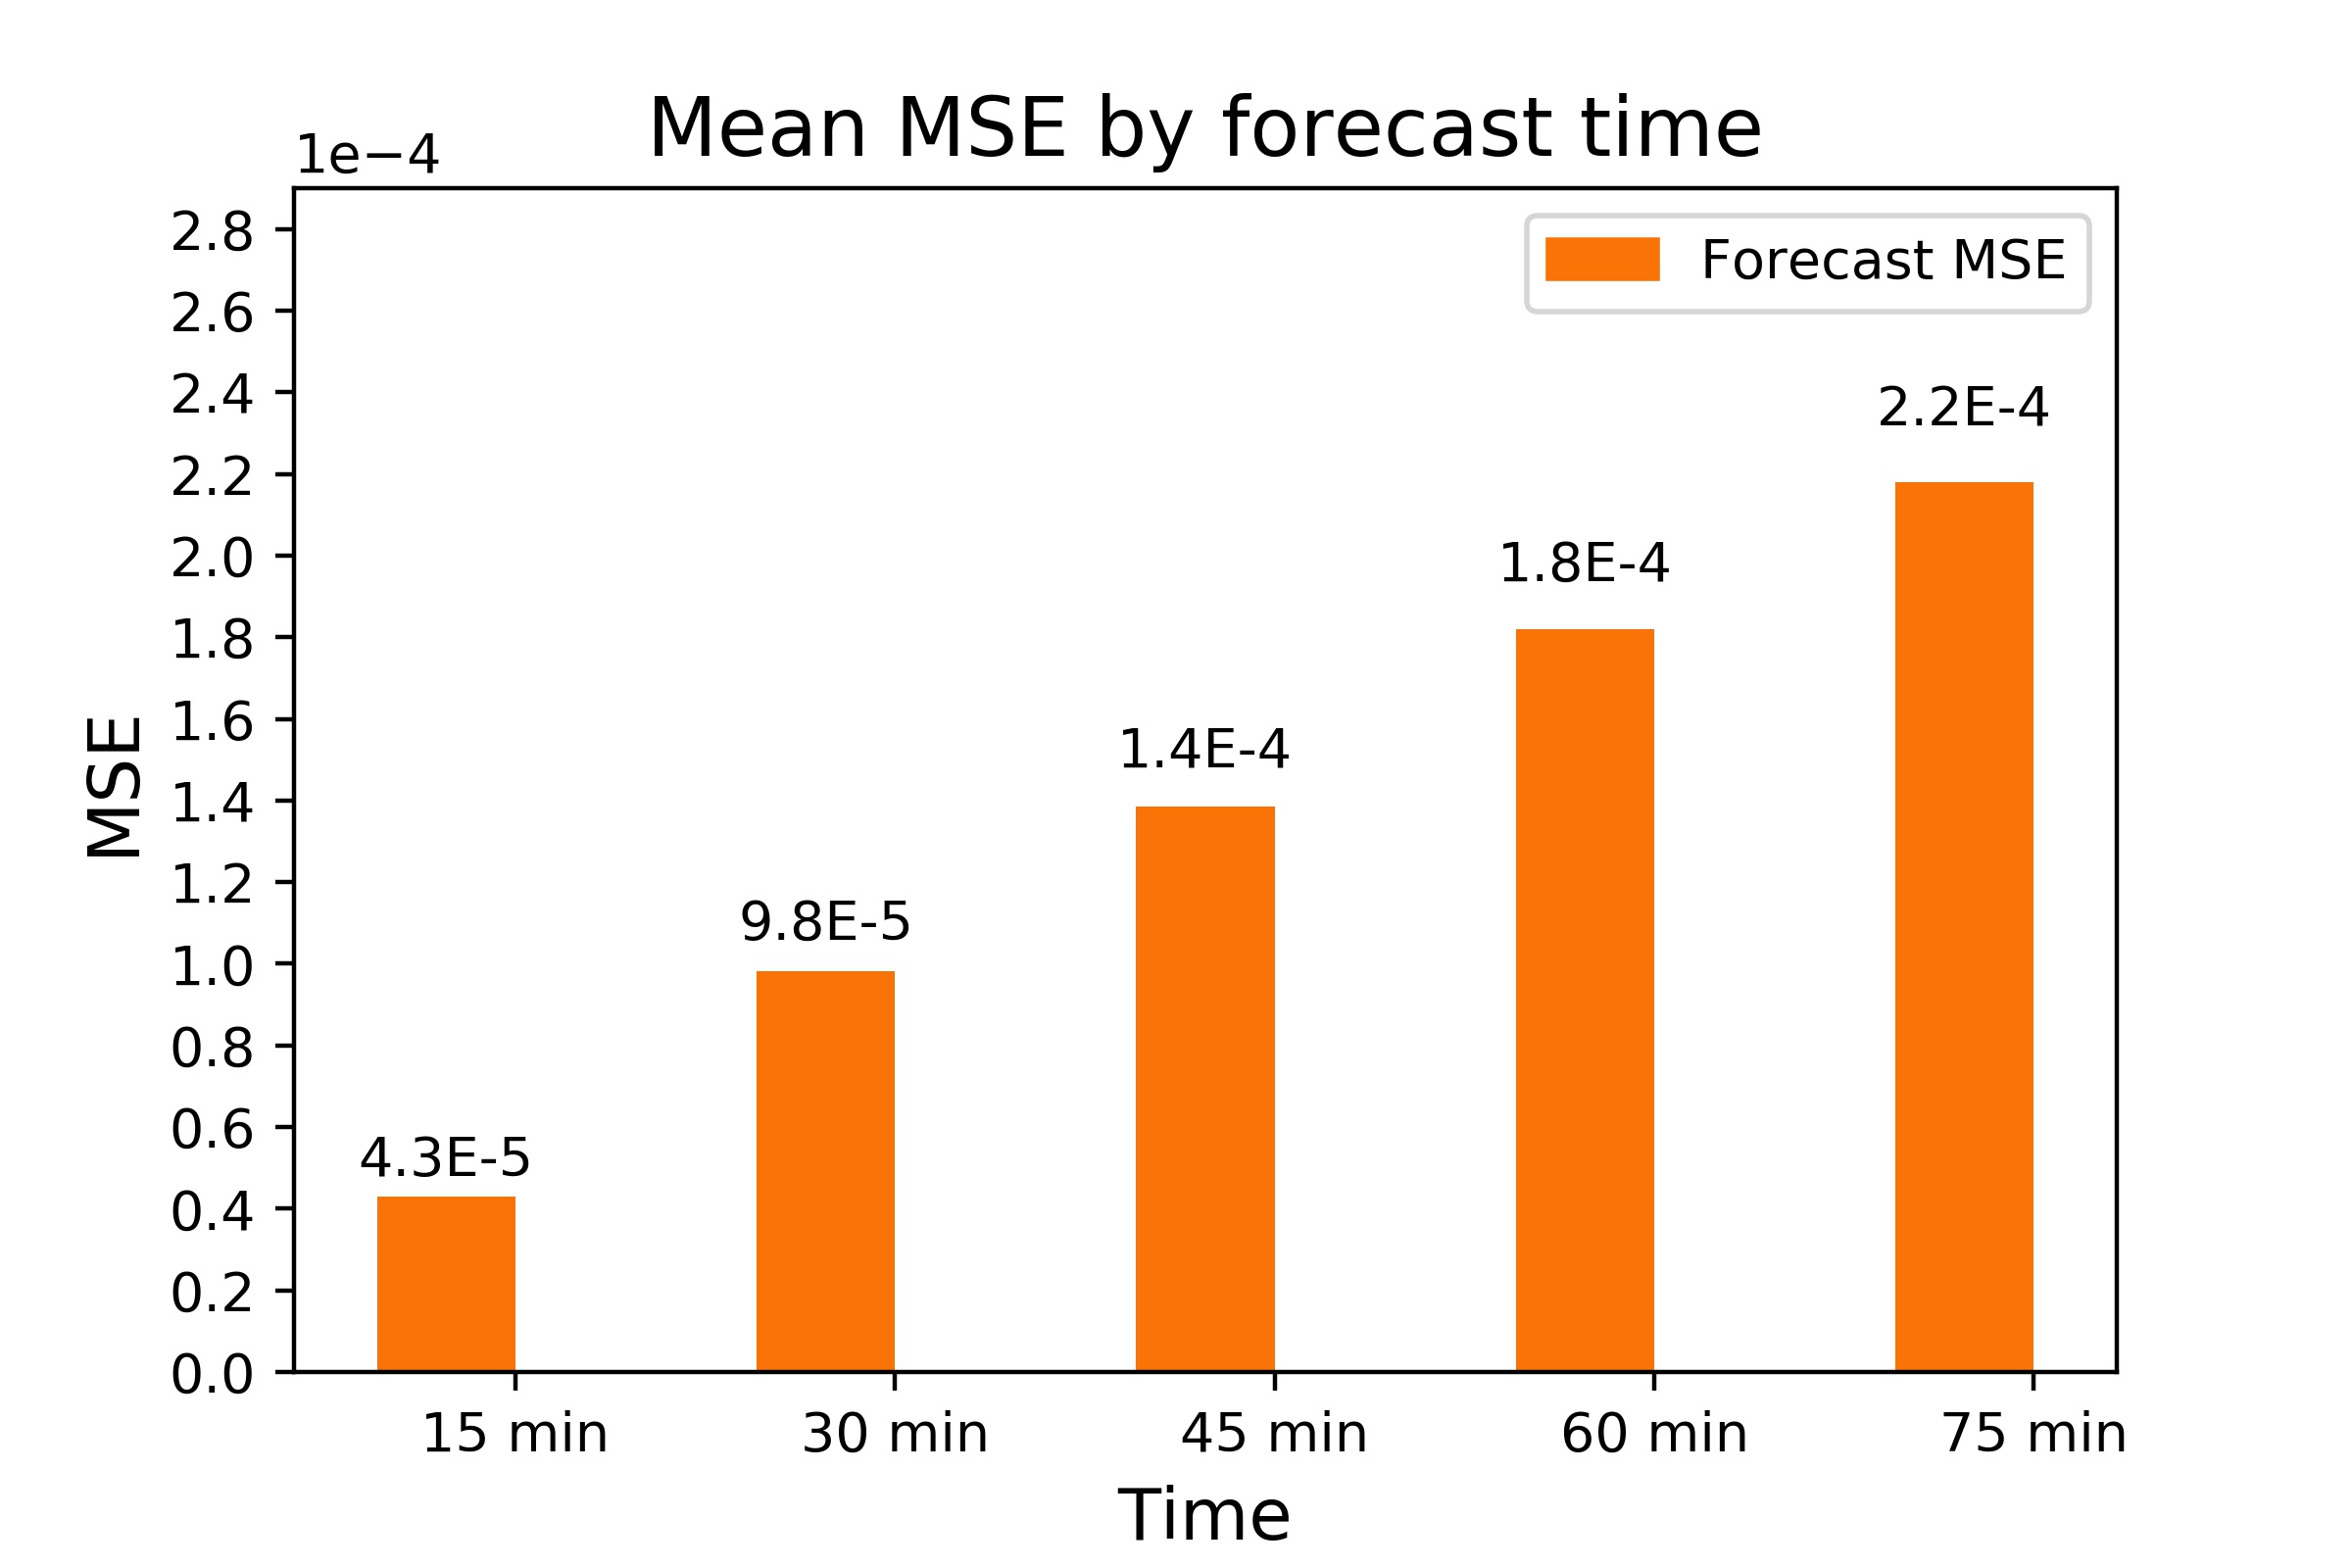 Mean MSE by forecast time
1e−4
Forecast MSE
2.8
2.6
2.4
2.2
2.0
1.8
1.6
1.4
1.2
1.0
0.8
0.6
0.4
0.2
0.0
MSE
4.3E-5
9.8E-5
1.4E-4
1.8E-4
2.2E-4
15 min
30 min
45 min
60 min
75 min
Time